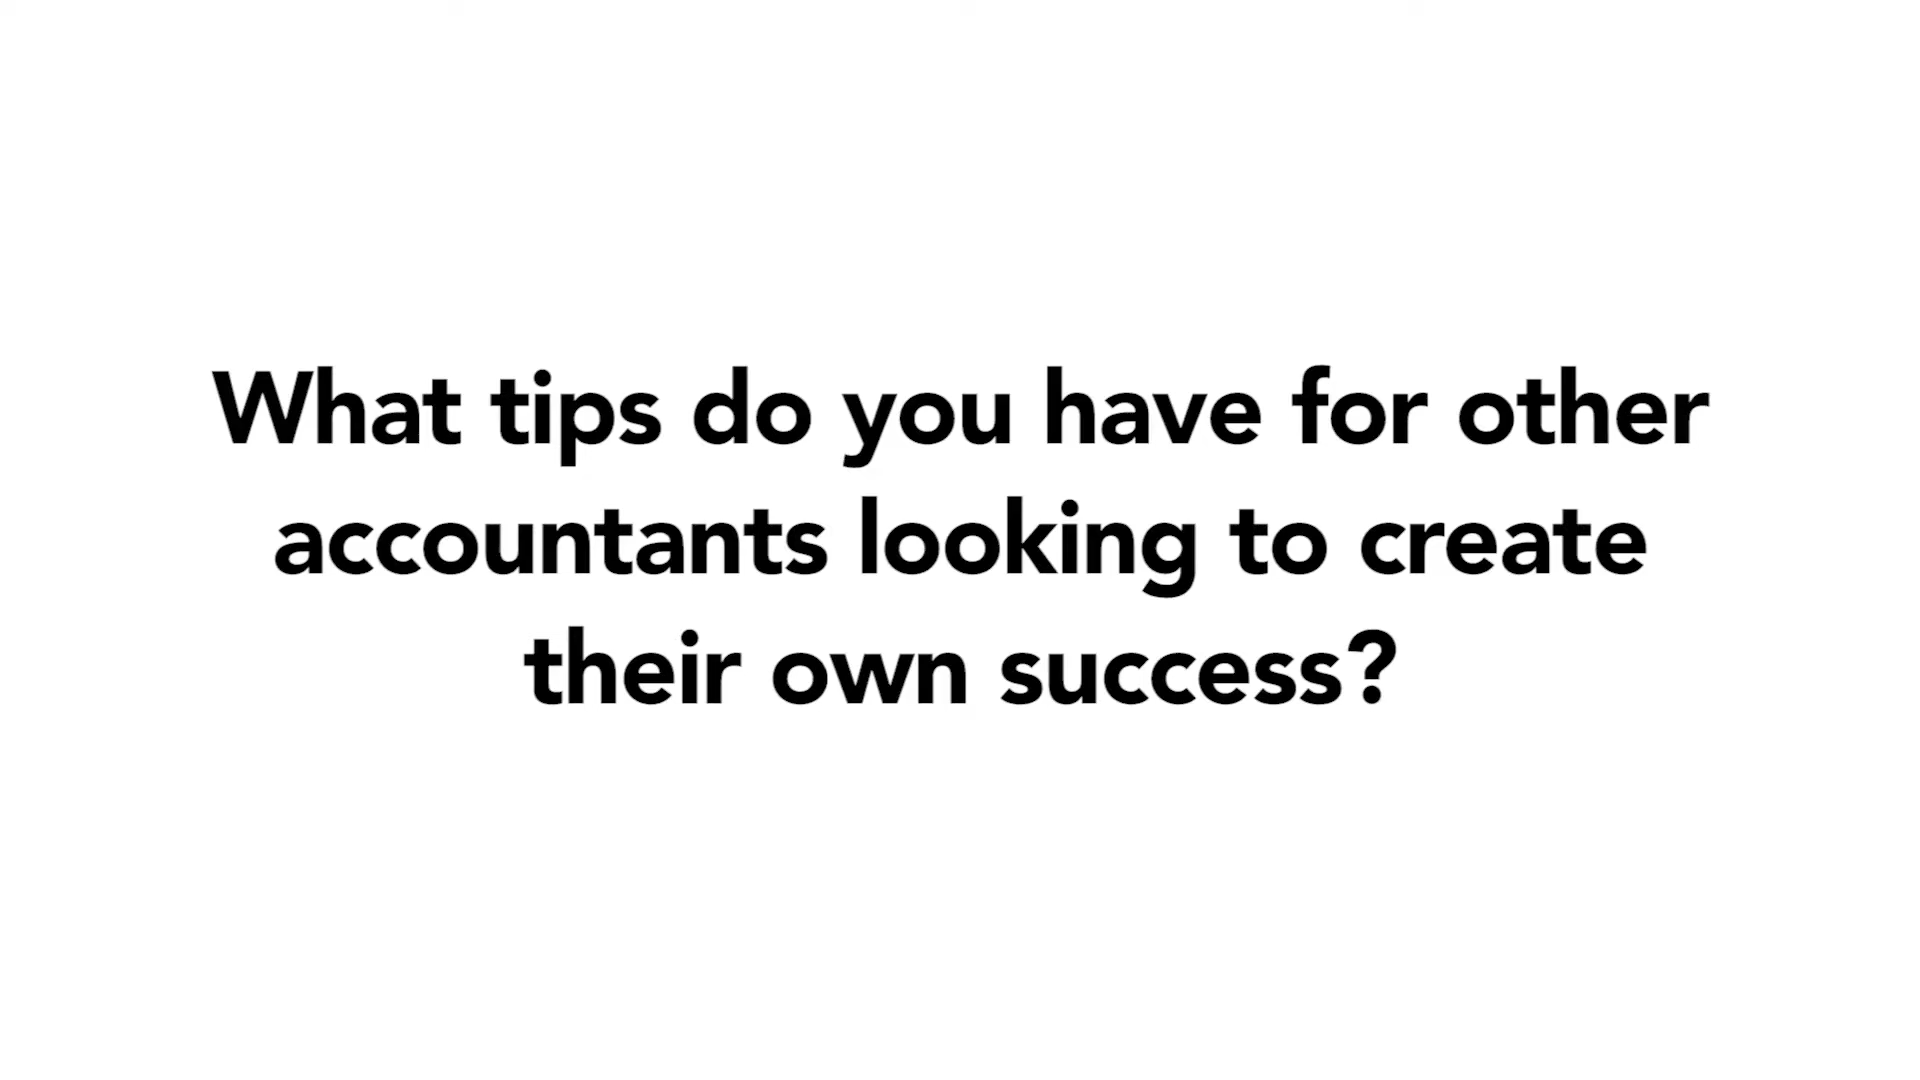 What tips do you have for other
accountants looking to create
their own success?